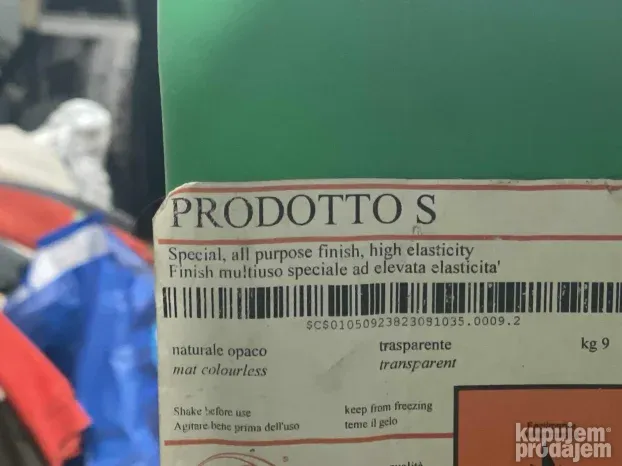 PRODOTTO S
Special, all purpose finish, high elasticity
Finish multiuso speciale ad elevata elasticita'
$C$01050923823081035.0009.2
naturale opaco trasparente kg 9
mat colourless transparent
Shake before use keep from freezing
Agitare bene prima dell'uso teme il gelo
kupujem
prodajem